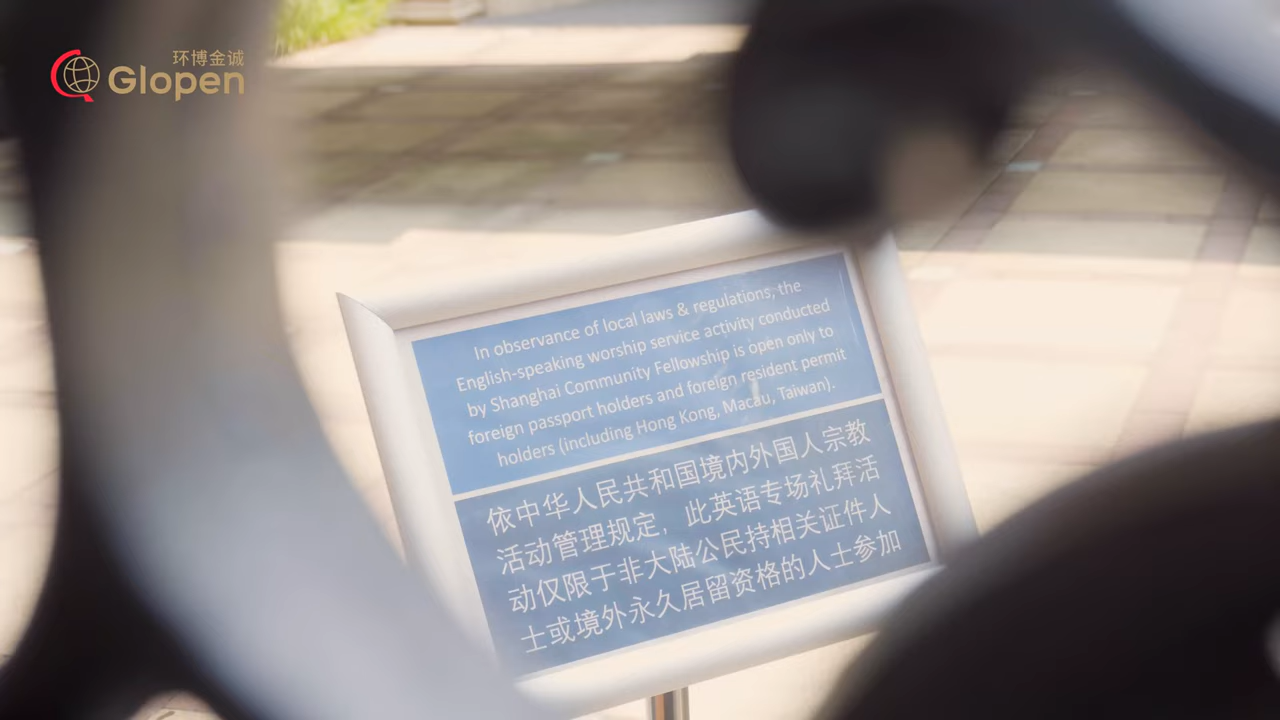 环博金诚
Glopen
In observance of local laws & regulations, the
English-speaking worship service activity conducted
by Shanghai Community Fellowship is open only to
foreign passport holders and foreign resident permit
holders (including Hong Kong, Macau, Taiwan).
依中华人民共和国境内外国人宗教
活动管理规定，此英语专场礼拜活
动仅限于非大陆公民持相关证件人
士或境外永久居留资格的人士参加